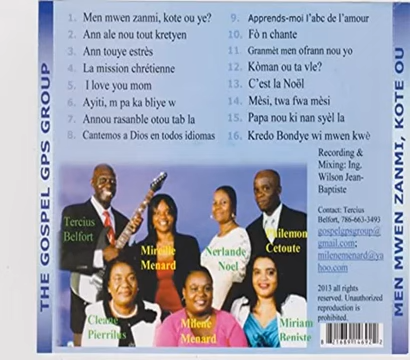 THE GOSPEL GPS GROUP
1. Men mwen zanmi, kote ou ye?
2. Ann ale nou tout kretyen
3. Ann touye estrès
4. La mission chrétienne
5. I love you mom
6. Ayiti, m pa ka bliye w
7. Annou rasanble otou tab la
8. Cantemos a Dios en todos idiomas
9. Apprends-moi l'abc de l'amour
10. Fò n chante
11. Granmèt men ofrann nou yo
12. Kòman ou ta vle?
13. C'est la Noël
14. Mèsi, twa fwa mèsi
15. Papa nou ki nan syèl la
16. Kredo Bondye wi mwen kwè
Recording &
Mixing: Ing.
Wilson Jean-
Baptiste
Contact: Tercius
Belfort, 786-663-3493
gospelgpsgroup@
gmail.com;
milenemenard@ya
hoo.com
2013 all rights
reserved. Unauthorized
reproduction is
prohibited.
Tercius
Belfort
Mireille
Menard
Nerlande
Noel
Philemon
Cetoute
Cleane
Pierrilus
Milene
Menard
Miriam
Beniste
MEN MWEN ZANMI, KOTE OU